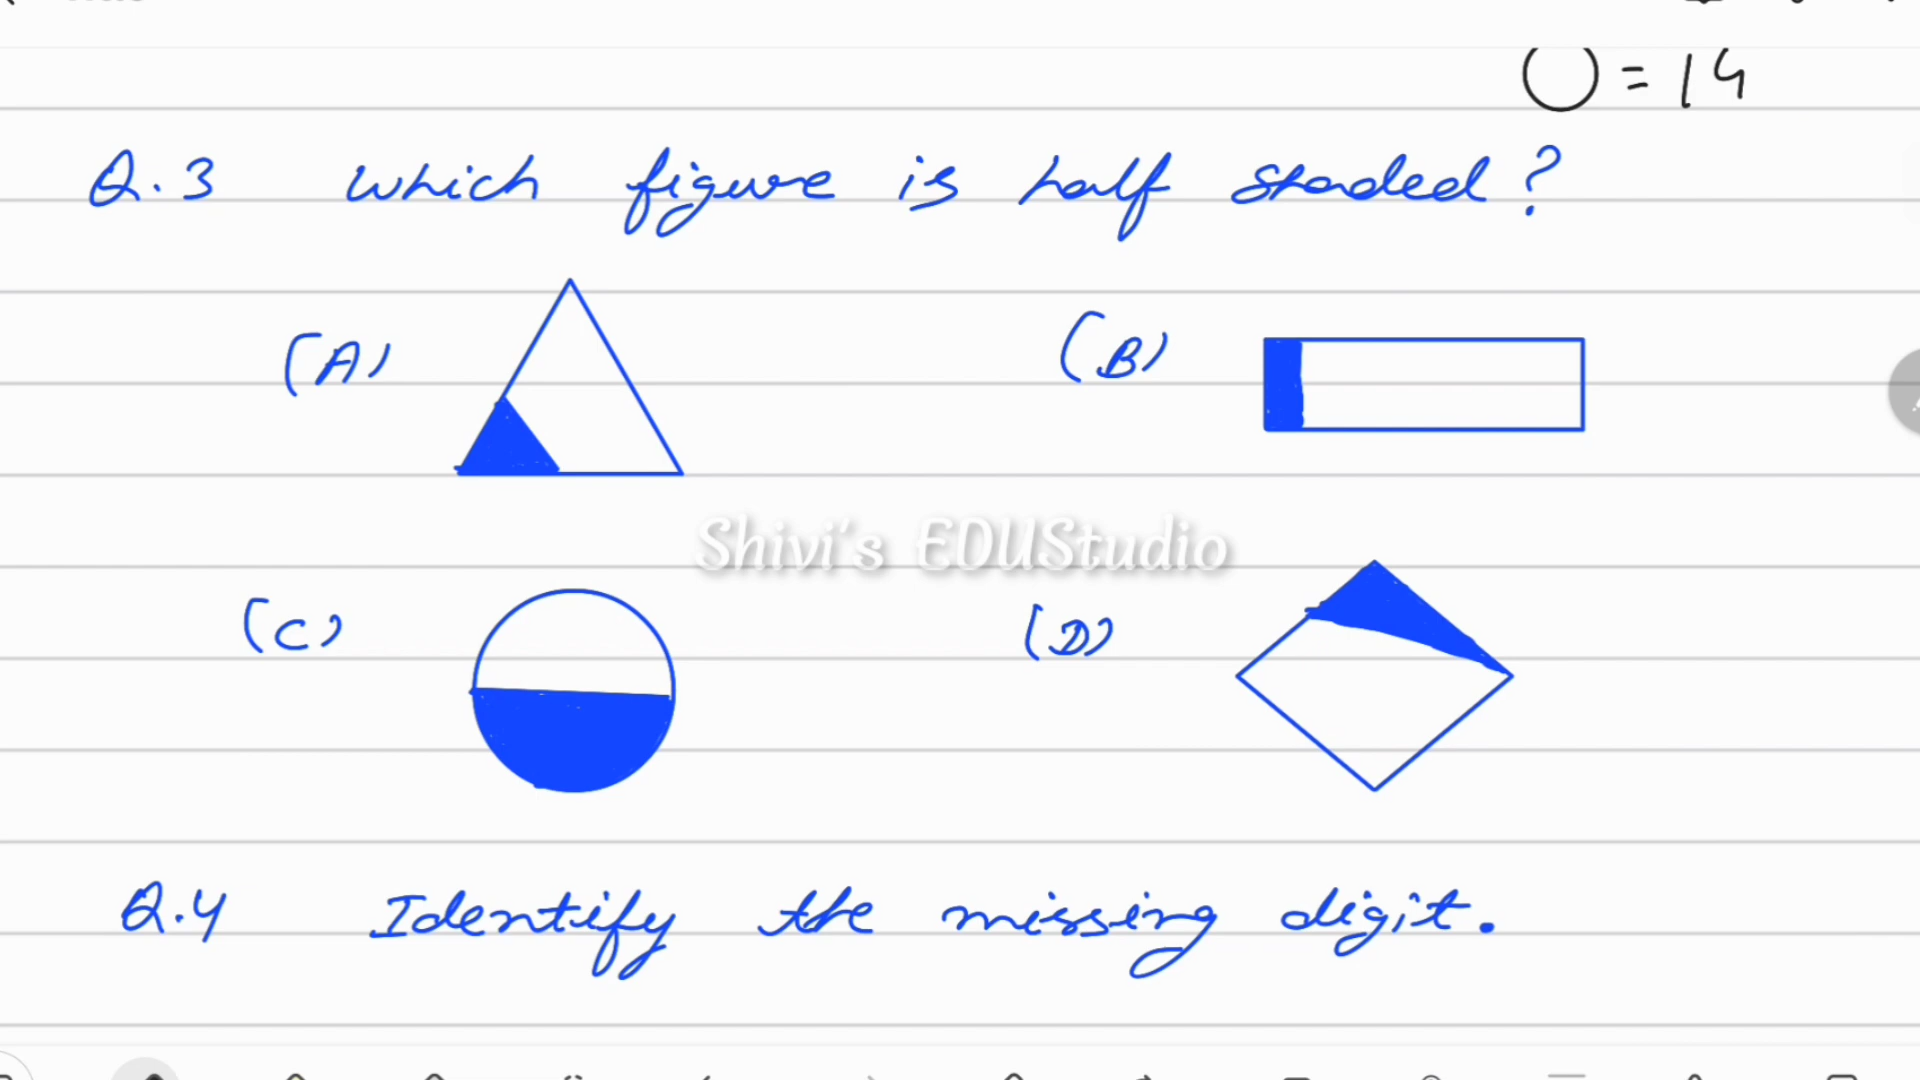 = 14
Q.3 which figure is half shaded?
(A)
(B)
Shivi's EDUStudio
(C)
(D)
Q.4 Identify the missing digit.